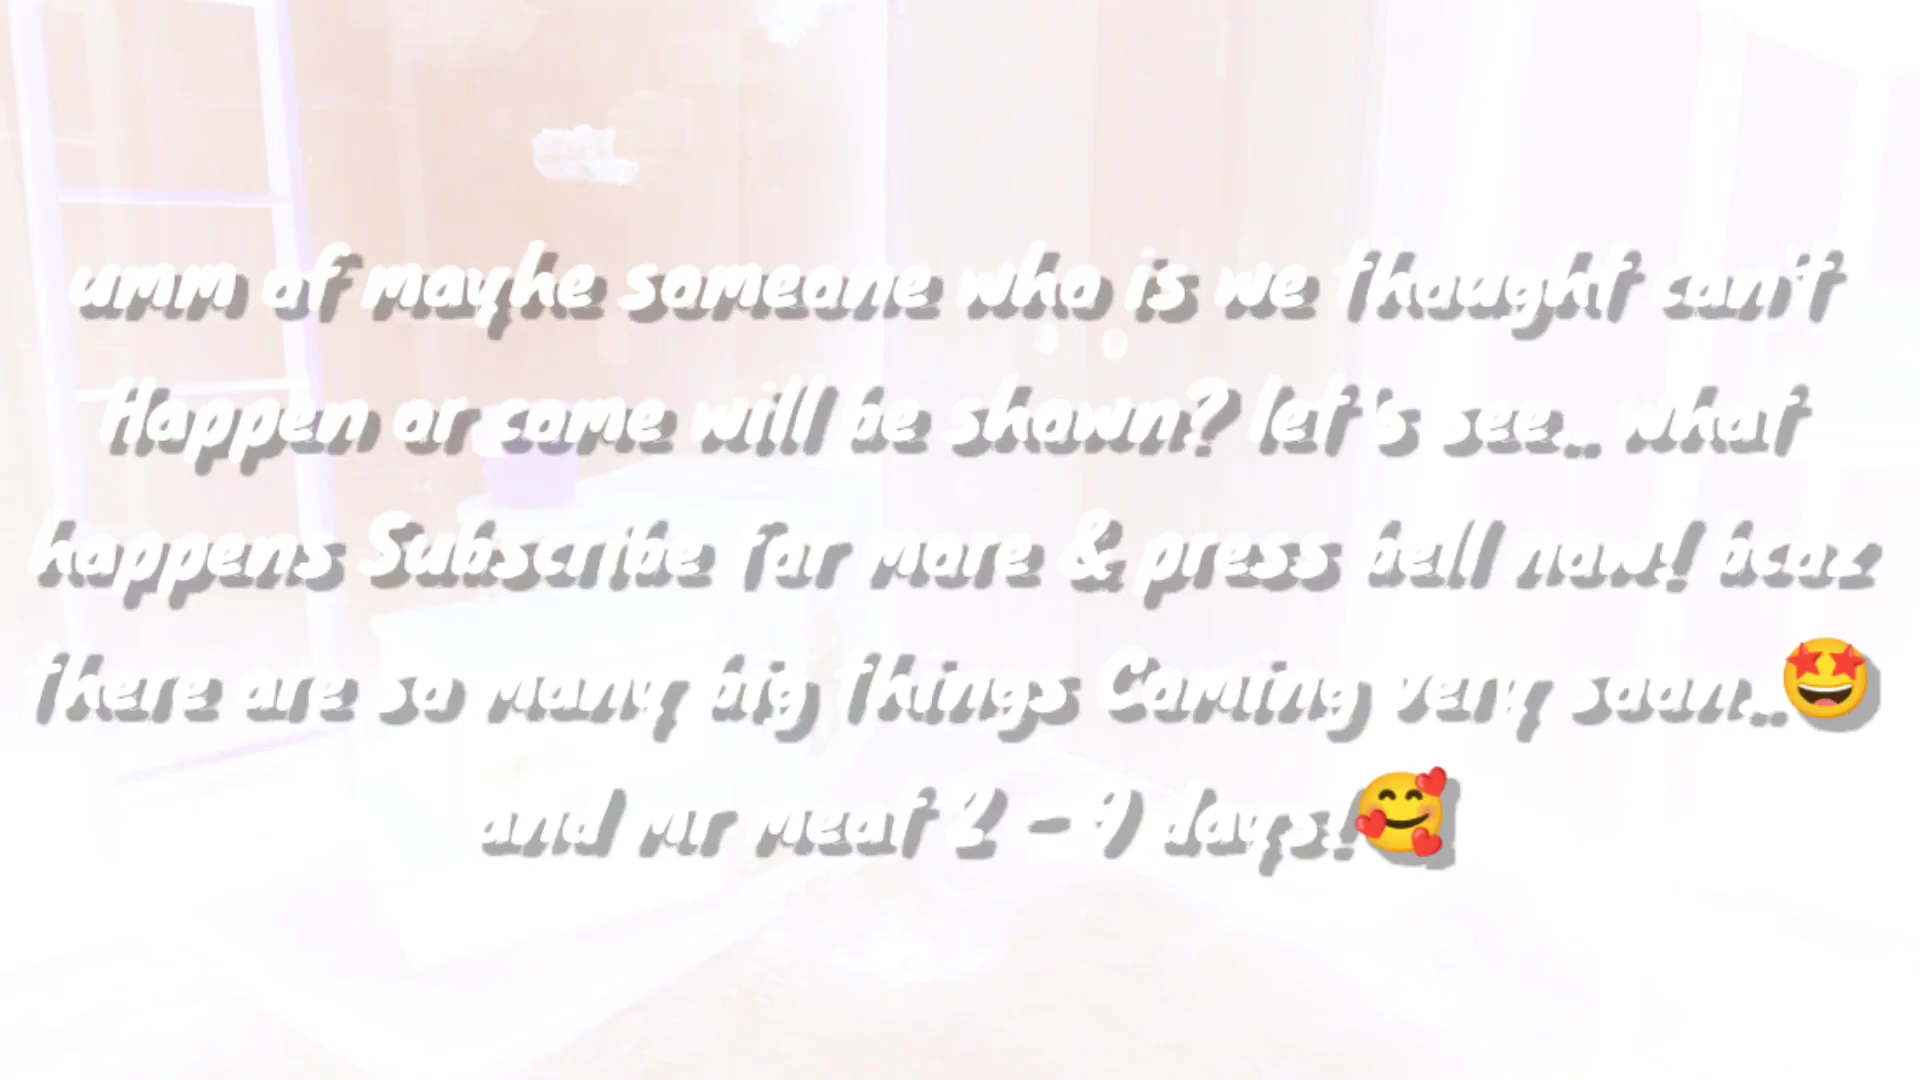 umm of maybe someone who is we thought can't
Happen or come will be shown? let's see.. what
happens Subscribe for more & press bell now! bcoz
there are so many big things Coming very soon..🤩
and mr meat 2 - 9 days!🥰